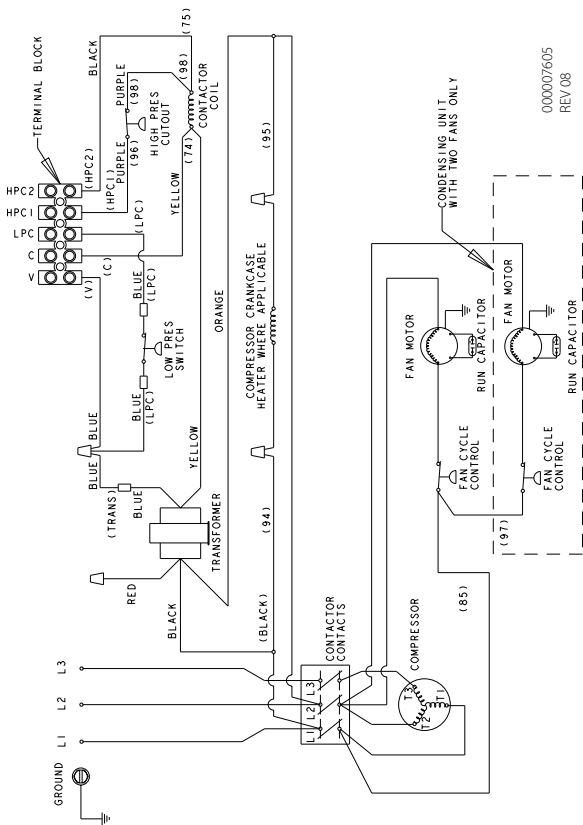 TERMINAL BLOCK
HPC2
HPC1
LPC
C
V
(HPC2)
BLACK
(75)
(HPC1)
PURPLE
(96)
PURPLE
(98)
HIGH PRES
CUTOUT
(98)
CONTACTOR
COIL
(74)
YELLOW
(LPC)
(C)
(V)
BLUE
(LPC)
LOW PRES
SWITCH
BLUE
(LPC)
BLUE
BLUE
(TRANS)
BLUE
YELLOW
ORANGE
TRANSFORMER
RED
BLACK
(BLACK)
(94)
(95)
COMPRESSOR CRANKCASE
HEATER WHERE APPLICABLE
GROUND
L1
L2
L3
L1
L2
L3
CONTACTOR
CONTACTS
COMPRESSOR
T3
T2
T1
(85)
(97)
FAN CYCLE
CONTROL
FAN MOTOR
RUN CAPACITOR
FAN CYCLE
CONTROL
FAN MOTOR
RUN CAPACITOR
CONDENSING UNIT
WITH TWO FANS ONLY
000007605
REV 08